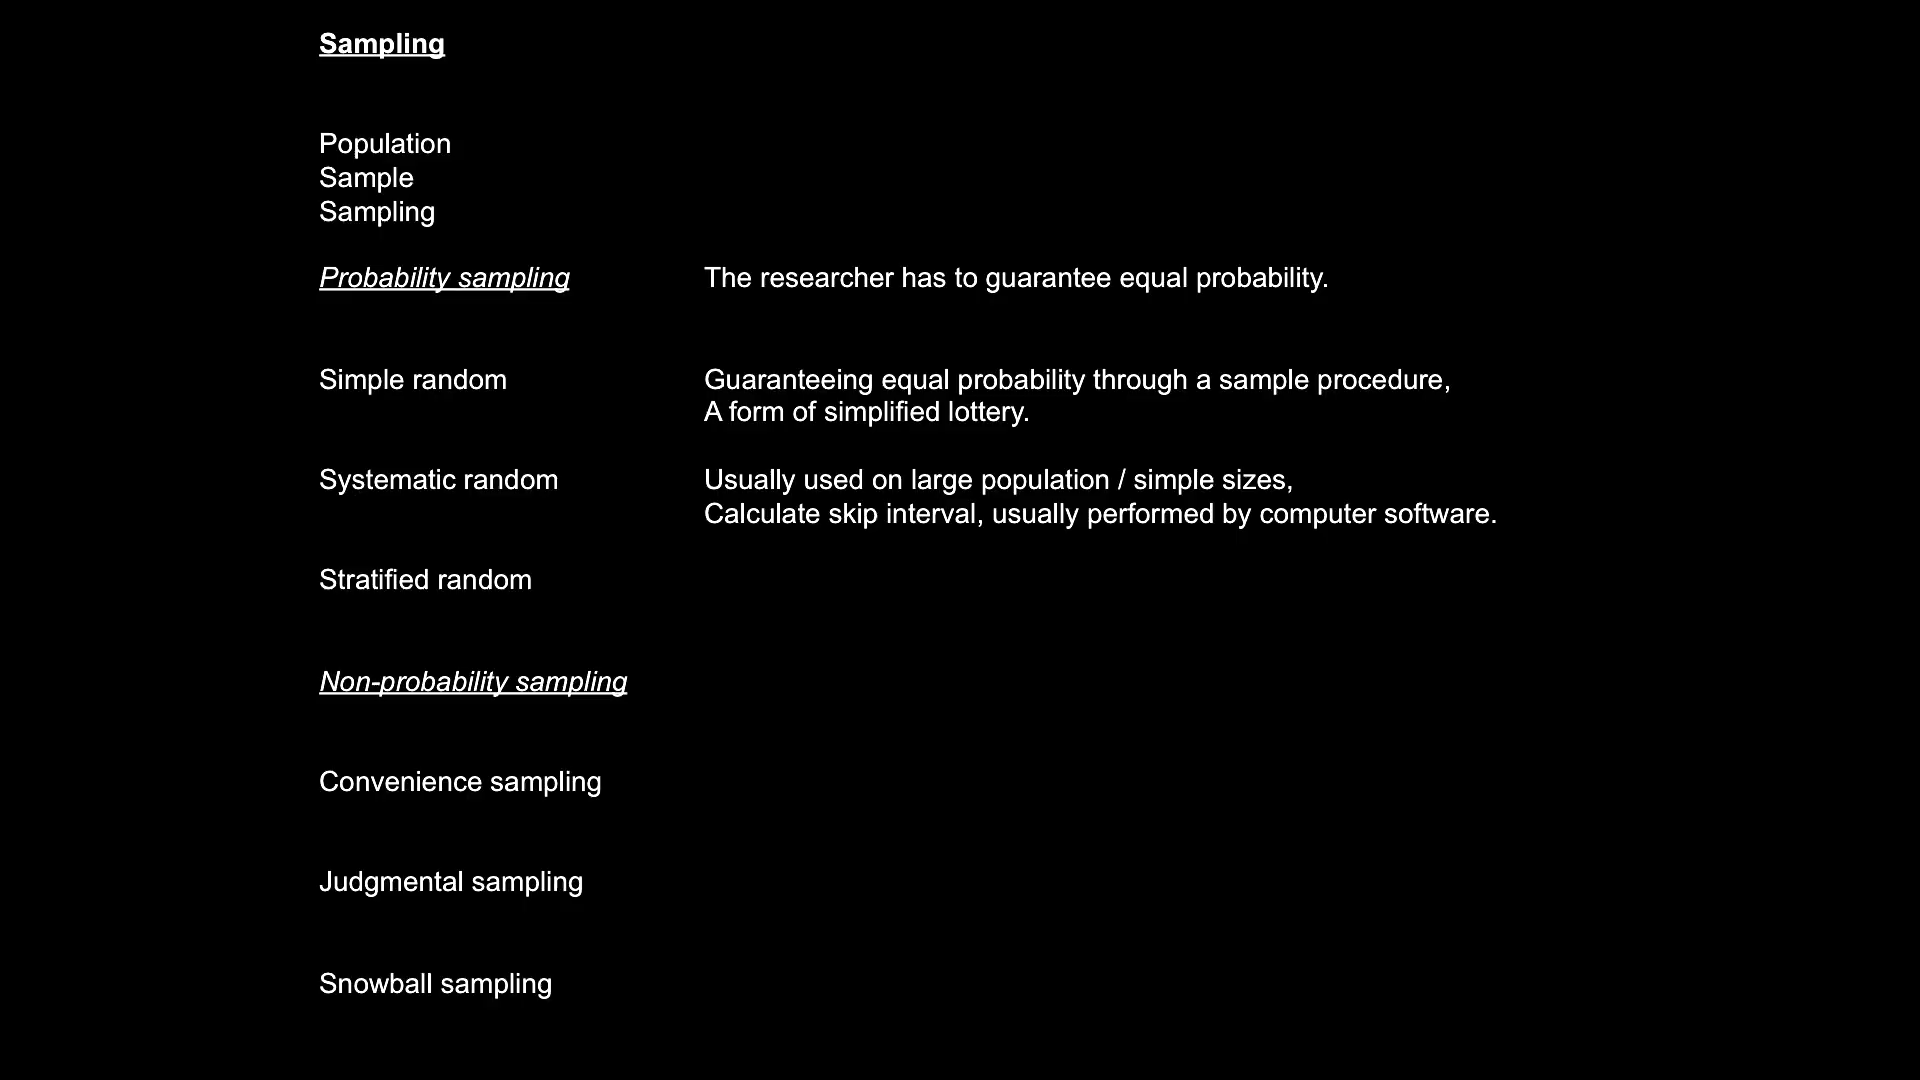 Sampling
Population
Sample
Sampling
Probability sampling The researcher has to guarantee equal probability.
Simple random Guaranteeing equal probability through a sample procedure,
A form of simplified lottery.
Systematic random Usually used on large population / simple sizes,
Calculate skip interval, usually performed by computer software.
Stratified random
Non-probability sampling
Convenience sampling
Judgmental sampling
Snowball sampling